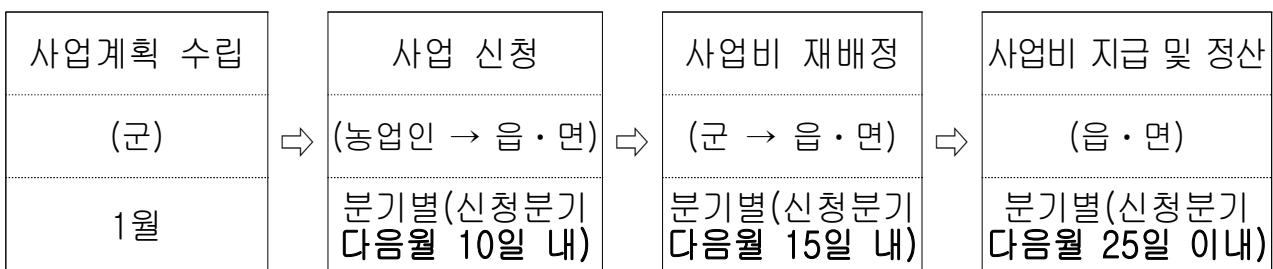 사업계획 수립
(군)
1월
⇨
사업 신청
(농업인 → 읍・면)
분기별(신청분기
다음월 10일 내)
⇨
사업비 재배정
(군 → 읍・면)
분기별(신청분기
다음월 15일 내)
⇨
사업비 지급 및 정산
(읍・면)
분기별(신청분기
다음월 25일 이내)